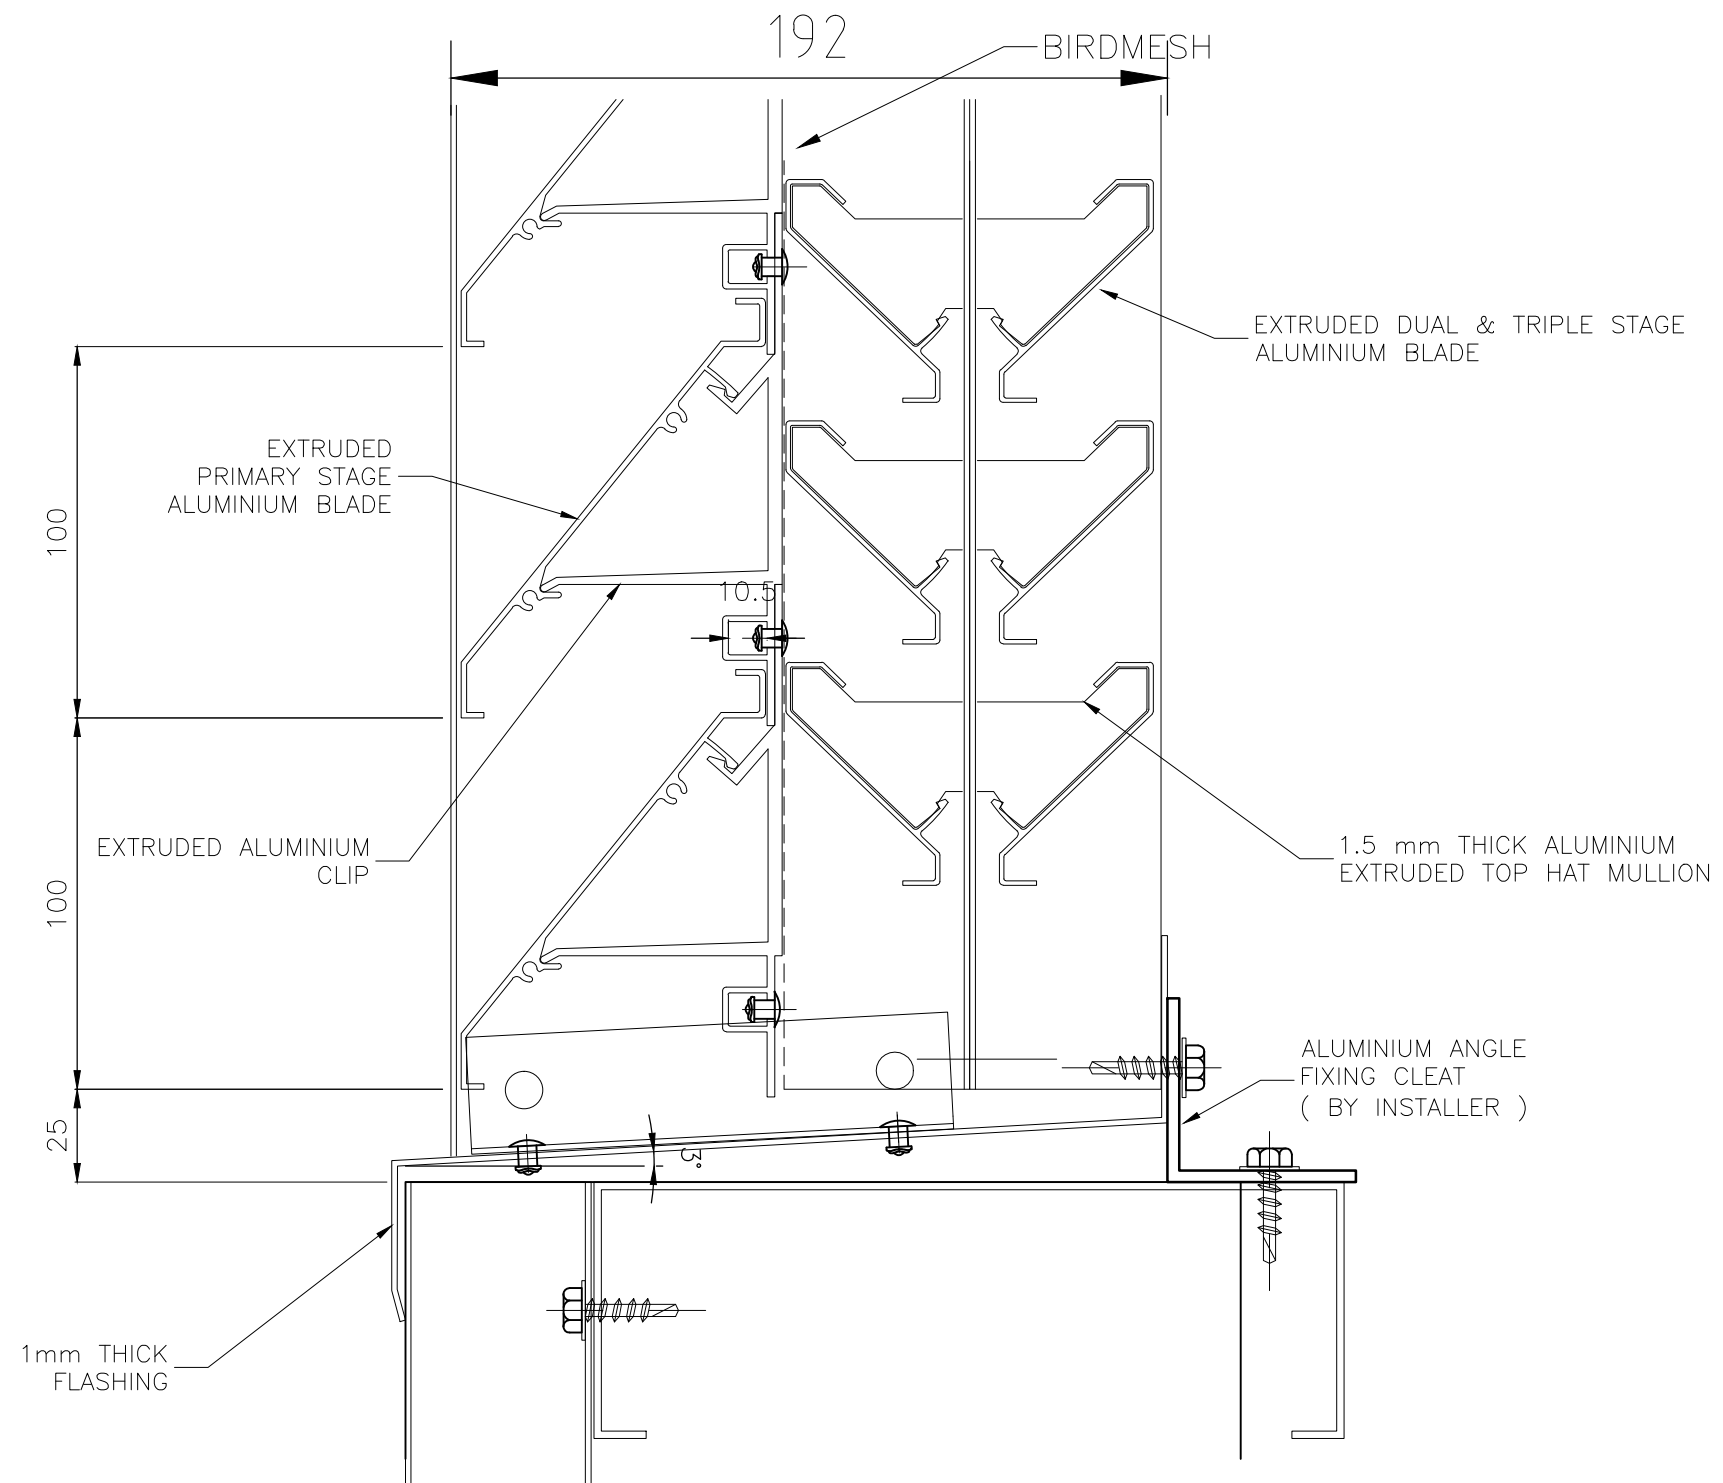 192
BIRDMESH
EXTRUDED DUAL & TRIPLE STAGE
ALUMINIUM BLADE
EXTRUDED
PRIMARY STAGE
ALUMINIUM BLADE
100
10.5
EXTRUDED ALUMINIUM
CLIP
1.5 mm THICK ALUMINIUM
EXTRUDED TOP HAT MULLION
100
ALUMINIUM ANGLE
FIXING CLEAT
( BY INSTALLER )
25
3°
1mm THICK
FLASHING